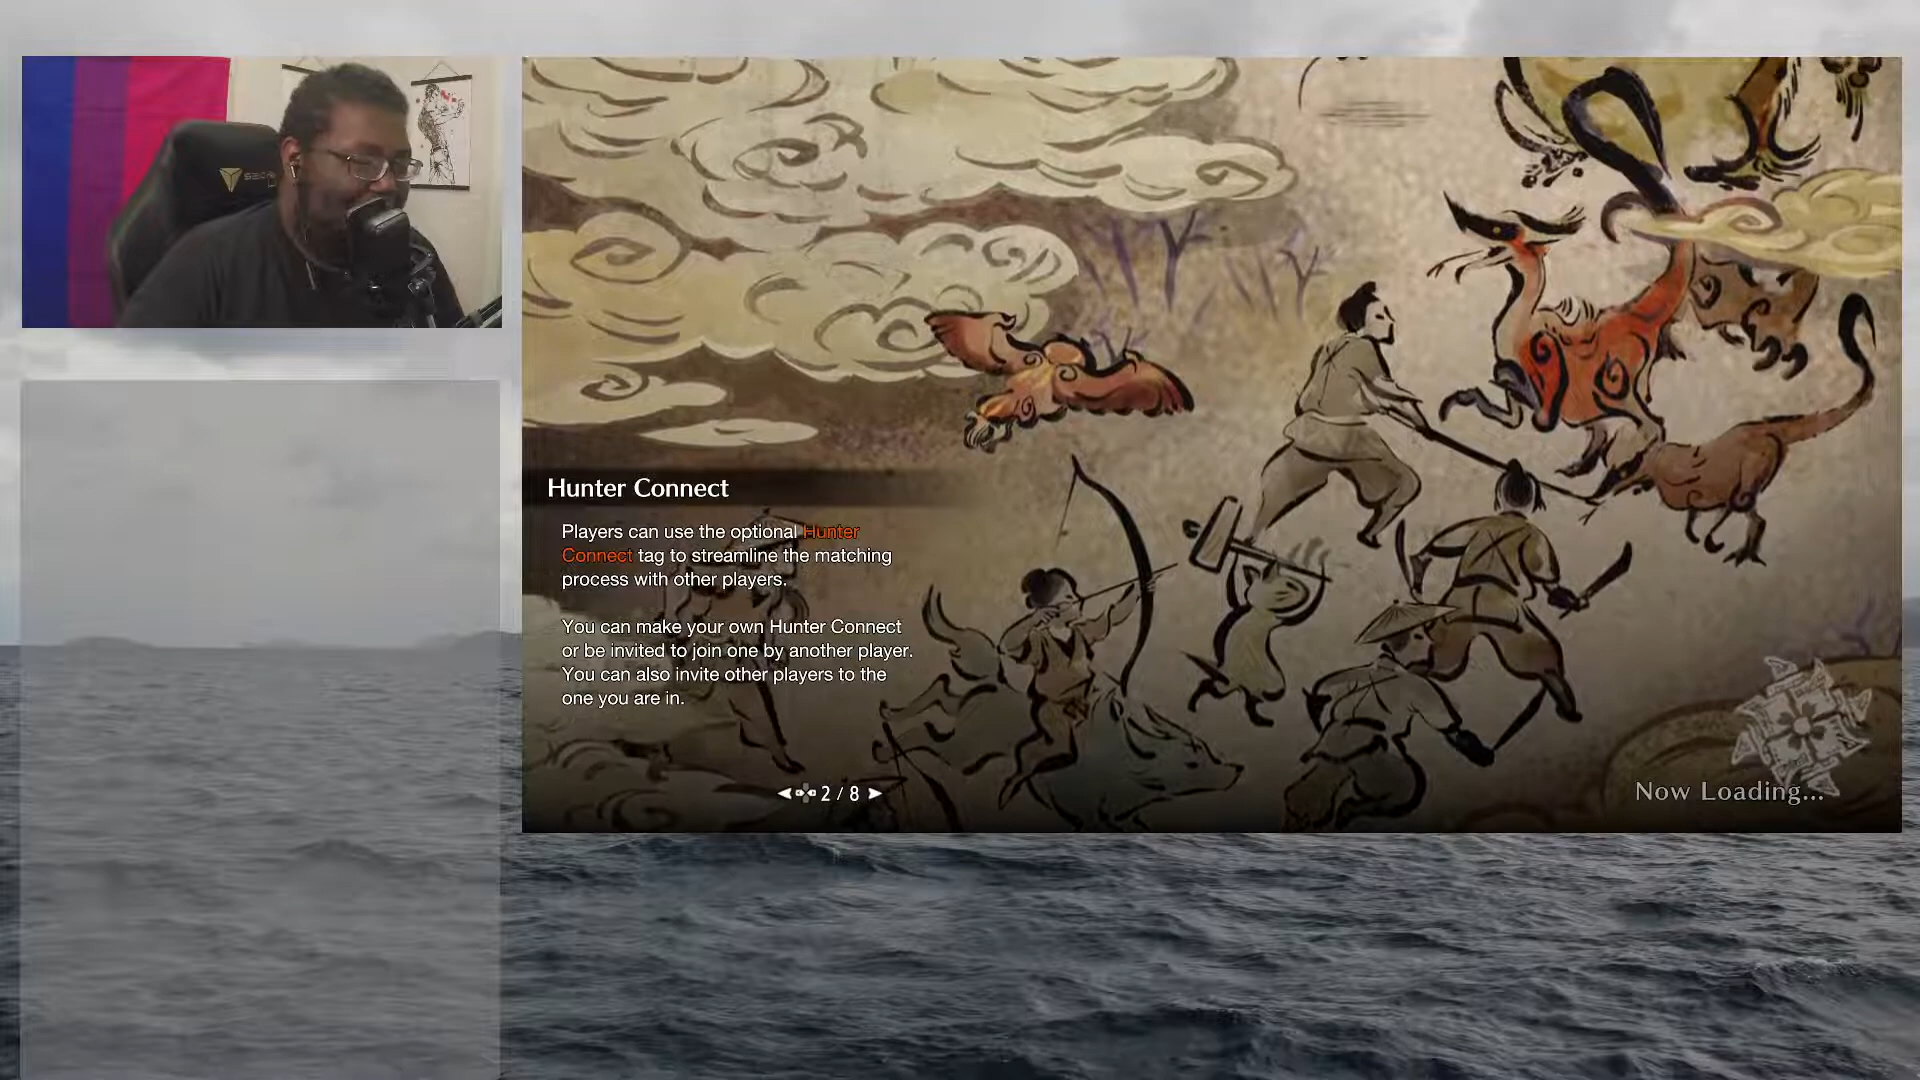 Hunter Connect
Players can use the optional Hunter
Connect tag to streamline the matching
process with other players.
You can make your own Hunter Connect
or be invited to join one by another player.
You can also invite other players to the
one you are in.
2 / 8
Now Loading...